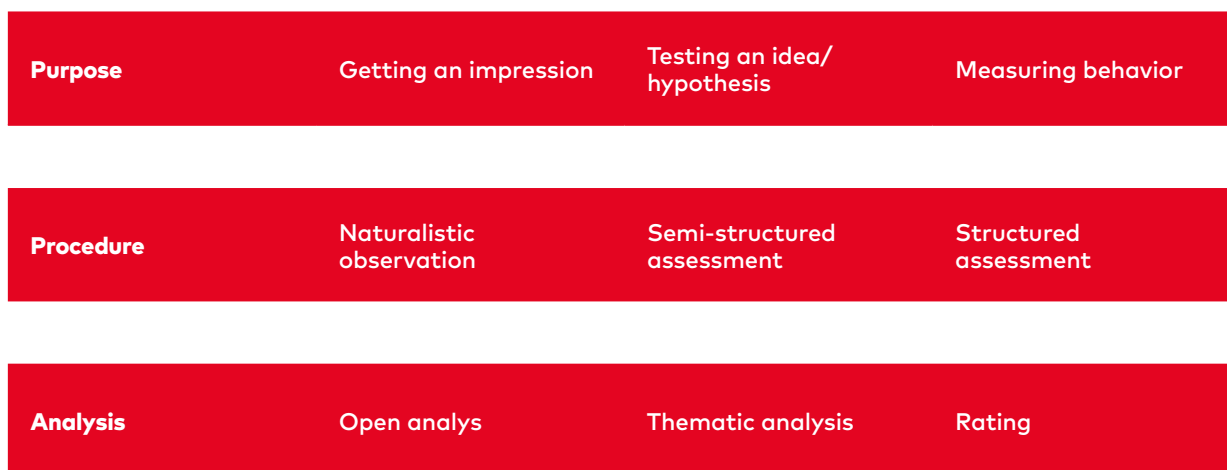 Purpose Getting an impression Testing an idea/
hypothesis Measuring behavior
Procedure Naturalistic
observation Semi-structured
assessment Structured
assessment
Analysis Open analys Thematic analysis Rating